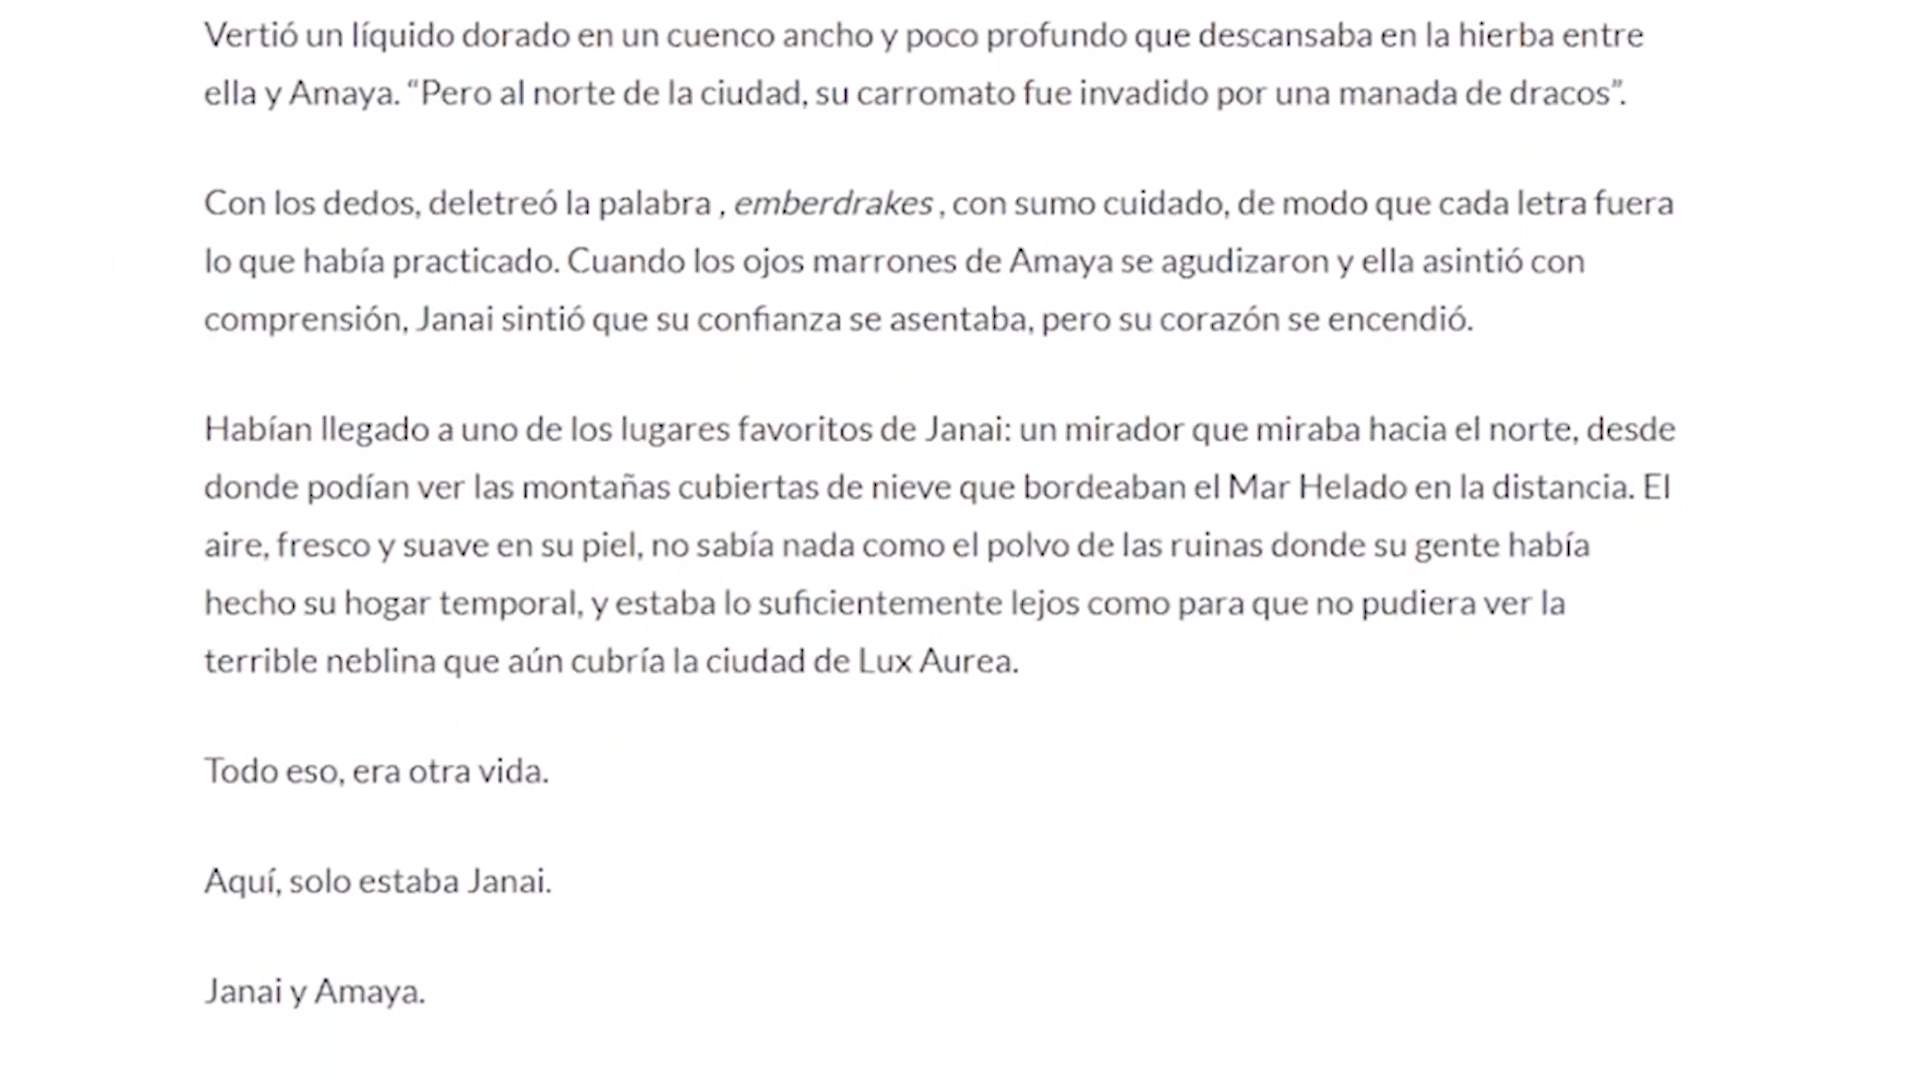 Vertió un líquido dorado en un cuenco ancho y poco profundo que descansaba en la hierba entre
ella y Amaya. “Pero al norte de la ciudad, su carromato fue invadido por una manada de dracos”.
Con los dedos, deletreó la palabra , emberdrakes , con sumo cuidado, de modo que cada letra fuera
lo que había practicado. Cuando los ojos marrones de Amaya se agudizaron y ella asintió con
comprensión, Janai sintió que su confianza se asentaba, pero su corazón se encendió.
Habían llegado a uno de los lugares favoritos de Janai: un mirador que miraba hacia el norte, desde
donde podían ver las montañas cubiertas de nieve que bordeaban el Mar Helado en la distancia. El
aire, fresco y suave en su piel, no sabía nada como el polvo de las ruinas donde su gente había
hecho su hogar temporal, y estaba lo suficientemente lejos como para que no pudiera ver la
terrible neblina que aún cubría la ciudad de Lux Aurea.
Todo eso, era otra vida.
Aquí, solo estaba Janai.
Janai y Amaya.